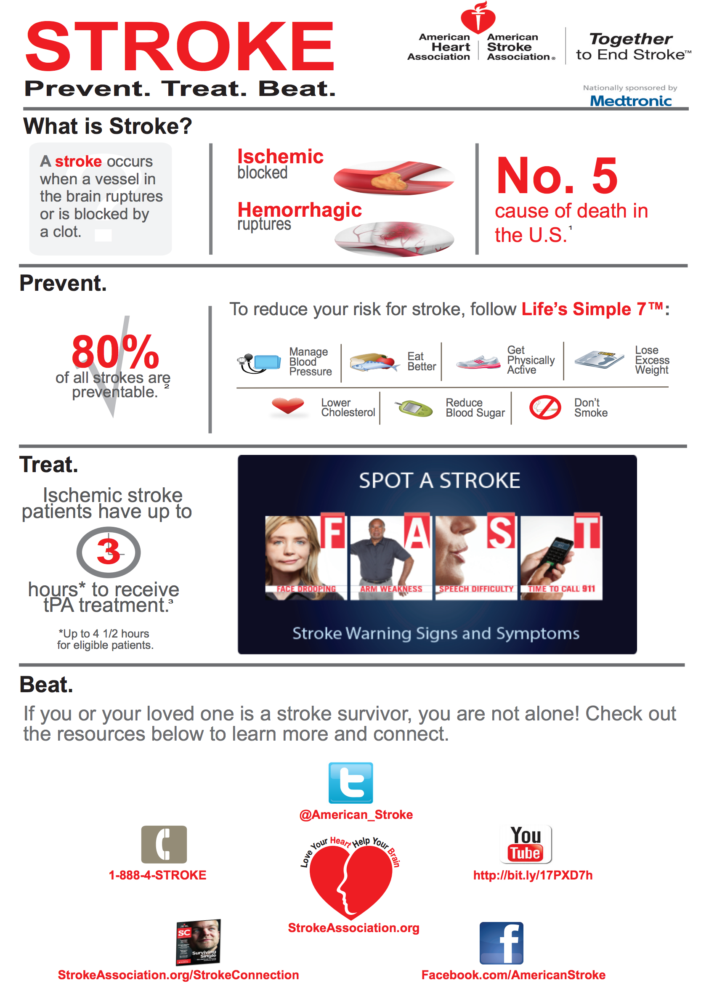 STROKE
Prevent. Treat. Beat.
American
Heart
Association
American
Stroke
Association®
Together
to End Stroke™
Nationally sponsored by
Medtronic
What is Stroke?
A stroke occurs
when a vessel in
the brain ruptures
or is blocked by
a clot.
Ischemic
blocked
Hemorrhagic
ruptures
No. 5
cause of death in
the U.S.¹
Prevent.
80%
of all strokes are
preventable. ²
To reduce your risk for stroke, follow Life's Simple 7™:
Manage
Blood
Pressure
Eat
Better
Get
Physically
Active
Lose
Excess
Weight
Lower
Cholesterol
Reduce
Blood Sugar
Don't
Smoke
Treat.
Ischemic stroke
patients have up to
3
hours* to receive
tPA treatment.³
*Up to 4 1/2 hours
for eligible patients.
SPOT A STROKE
F A S T
FACE DROOPING
ARM WEAKNESS
SPEECH DIFFICULTY
TIME TO CALL 911
Stroke Warning Signs and Symptoms
Beat.
If you or your loved one is a stroke survivor, you are not alone! Check out
the resources below to learn more and connect.
@American_Stroke
1-888-4-STROKE
Love Your Heart Help Your Brain
You
Tube
http://bit.ly/17PXD7h
StrokeAssociation.org
SC
Surviving
Single
StrokeAssociation.org/StrokeConnection
Facebook.com/AmericanStroke